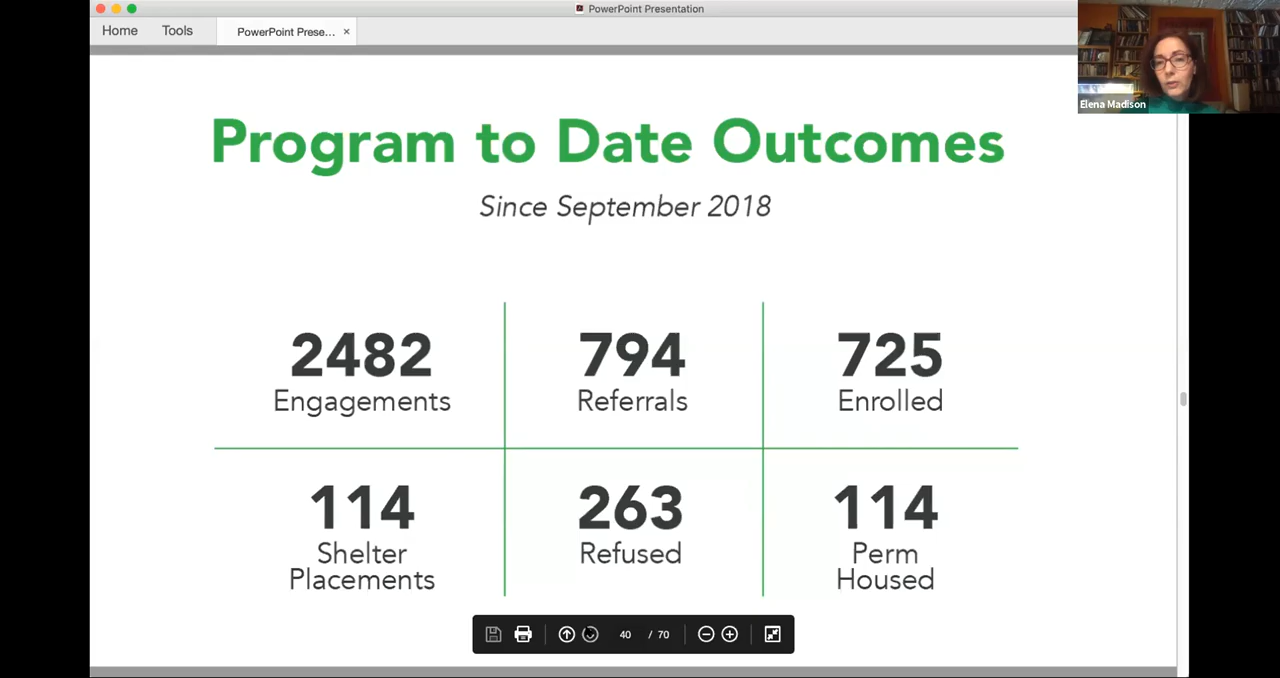 PowerPoint Presentation
Home Tools PowerPoint Prese... ×
Elena Madison
Program to Date Outcomes
Since September 2018
2482 794 725
Engagements Referrals Enrolled
114 263 114
Shelter Refused Perm
Placements Housed
40 / 70